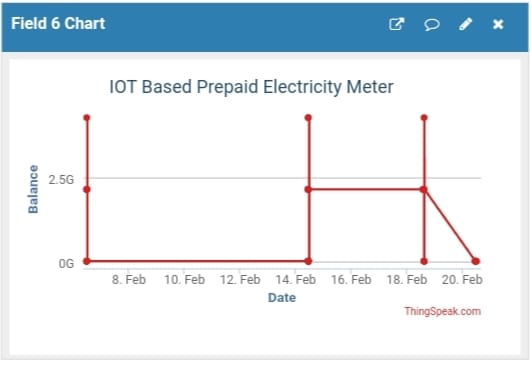 Field 6 Chart
IOT Based Prepaid Electricity Meter
Balance
2.5G
0G
8. Feb 10. Feb 12. Feb 14. Feb 16. Feb 18. Feb 20. Feb
Date
ThingSpeak.com